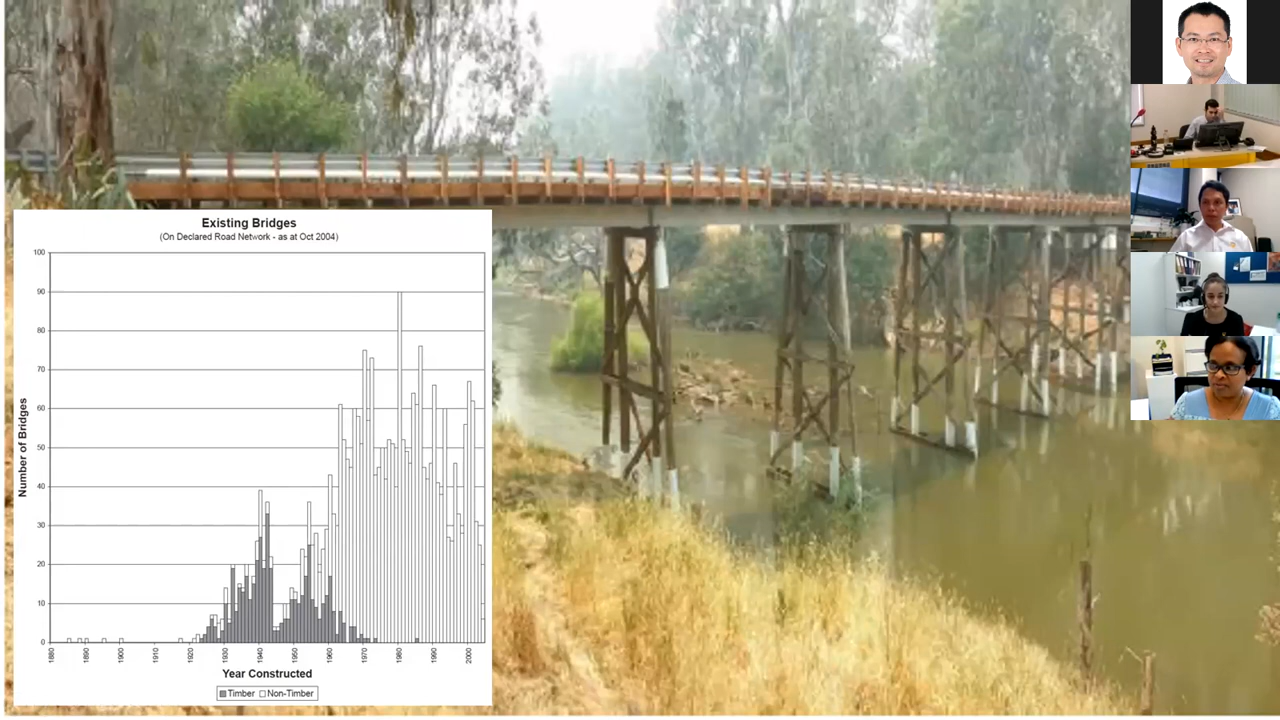 Existing Bridges
(On Declared Road Network - as at Oct 2004)
100
90
80
70
60
50
40
30
20
10
0
Number of Bridges
1880 1890 1900 1910 1920 1930 1940 1950 1960 1970 1980 1990 2000
Year Constructed
Timber Non-Timber